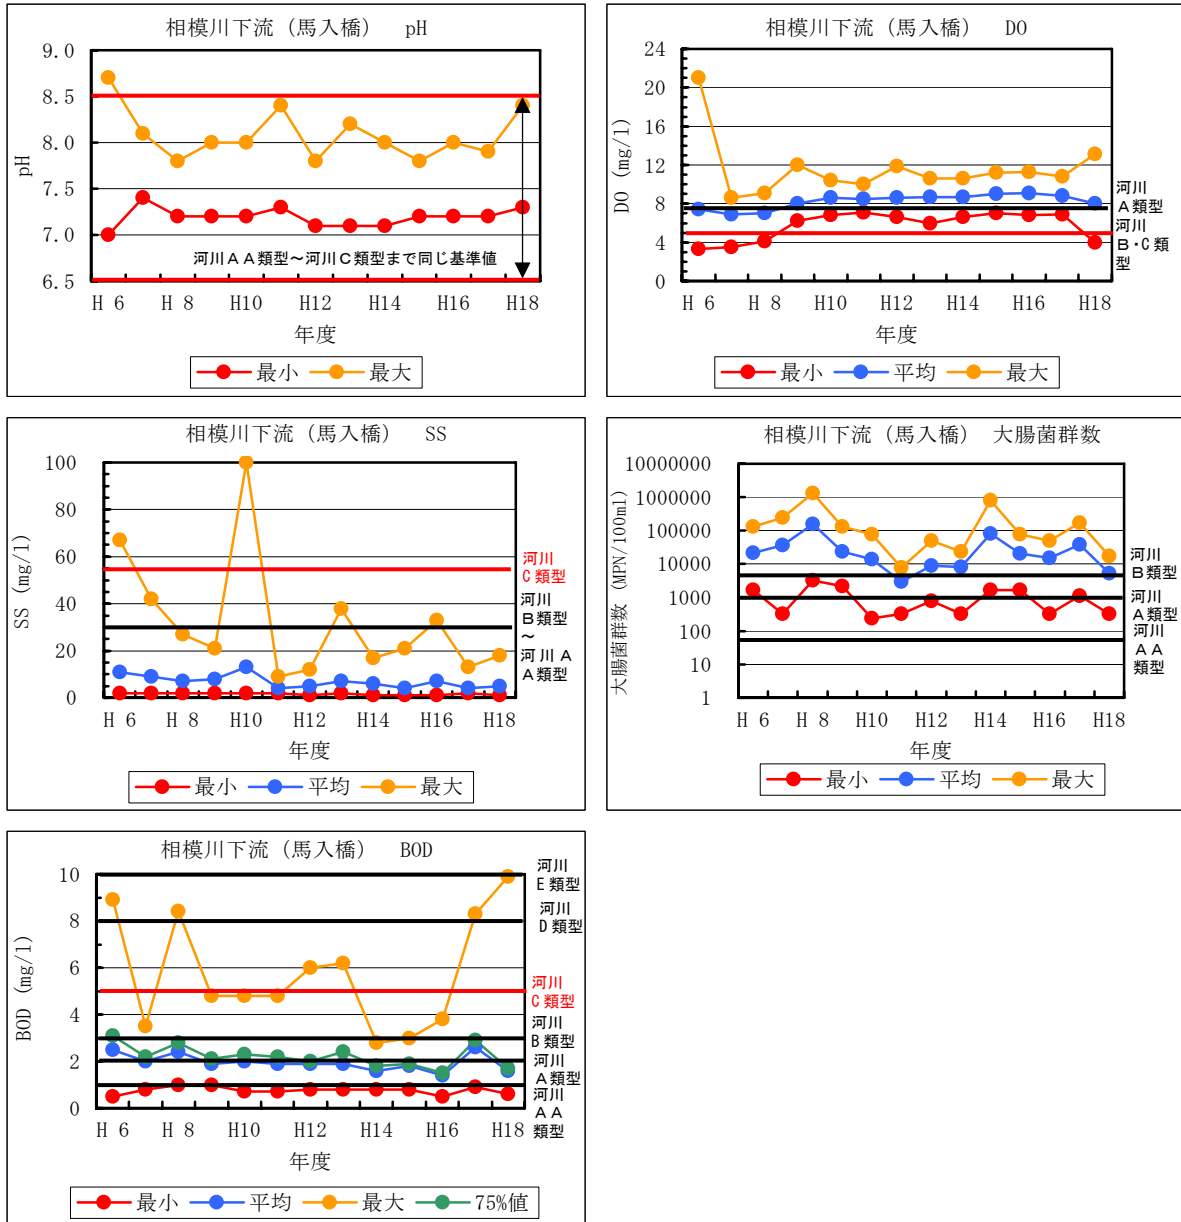 相模川下流（馬入橋）　pH
9.0
8.5
8.0
7.5
7.0
6.5
pH
河川ＡＡ類型～河川Ｃ類型まで同じ基準値
H 6　H 8　H10　H12　H14　H16　H18
年度
最小　最大
相模川下流（馬入橋）　DO
24
20
16
12
8
4
0
DO (mg/l)
河川
Ａ類型
河川
Ｂ・Ｃ類
型
H 6　H 8　H10　H12　H14　H16　H18
年度
最小　平均　最大
相模川下流（馬入橋）　SS
100
80
60
40
20
0
SS (mg/l)
河川
Ｃ類型
河川
Ｂ類型
～
河川Ａ
Ａ類型
H 6　H 8　H10　H12　H14　H16　H18
年度
最小　平均　最大
相模川下流（馬入橋）　大腸菌群数
10000000
1000000
100000
10000
1000
100
10
1
大腸菌群数 (MPN/100ml)
河川
Ｂ類型
河川
Ａ類型
河川
ＡＡ
類型
H 6　H 8　H10　H12　H14　H16　H18
年度
最小　平均　最大
相模川下流（馬入橋）　BOD
10
8
6
4
2
0
BOD (mg/l)
河川
Ｅ類型
河川
Ｄ類型
河川
Ｃ類型
河川
Ｂ類型
河川
Ａ類型
河川
ＡＡ
類型
H 6　H 8　H10　H12　H14　H16　H18
年度
最小　平均　最大　75%値